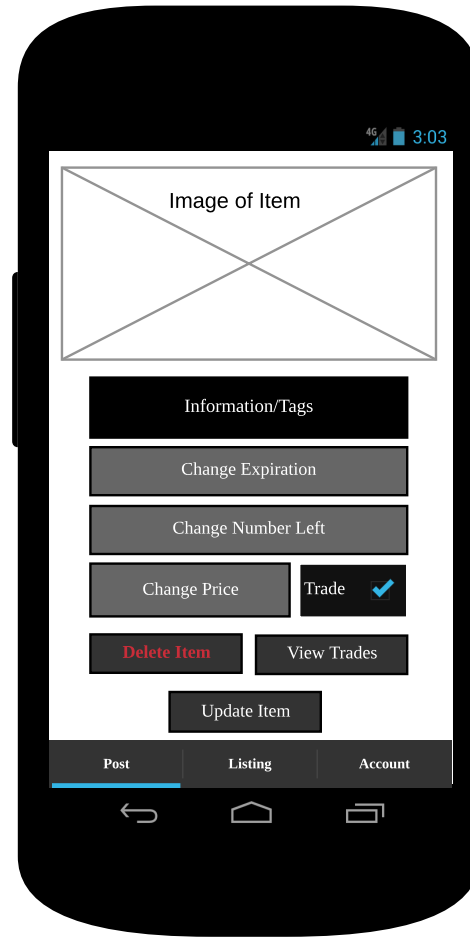 4G 3:03
Image of Item
Information/Tags
Change Expiration
Change Number Left
Change Price
Trade
Delete Item
View Trades
Update Item
Post
Listing
Account